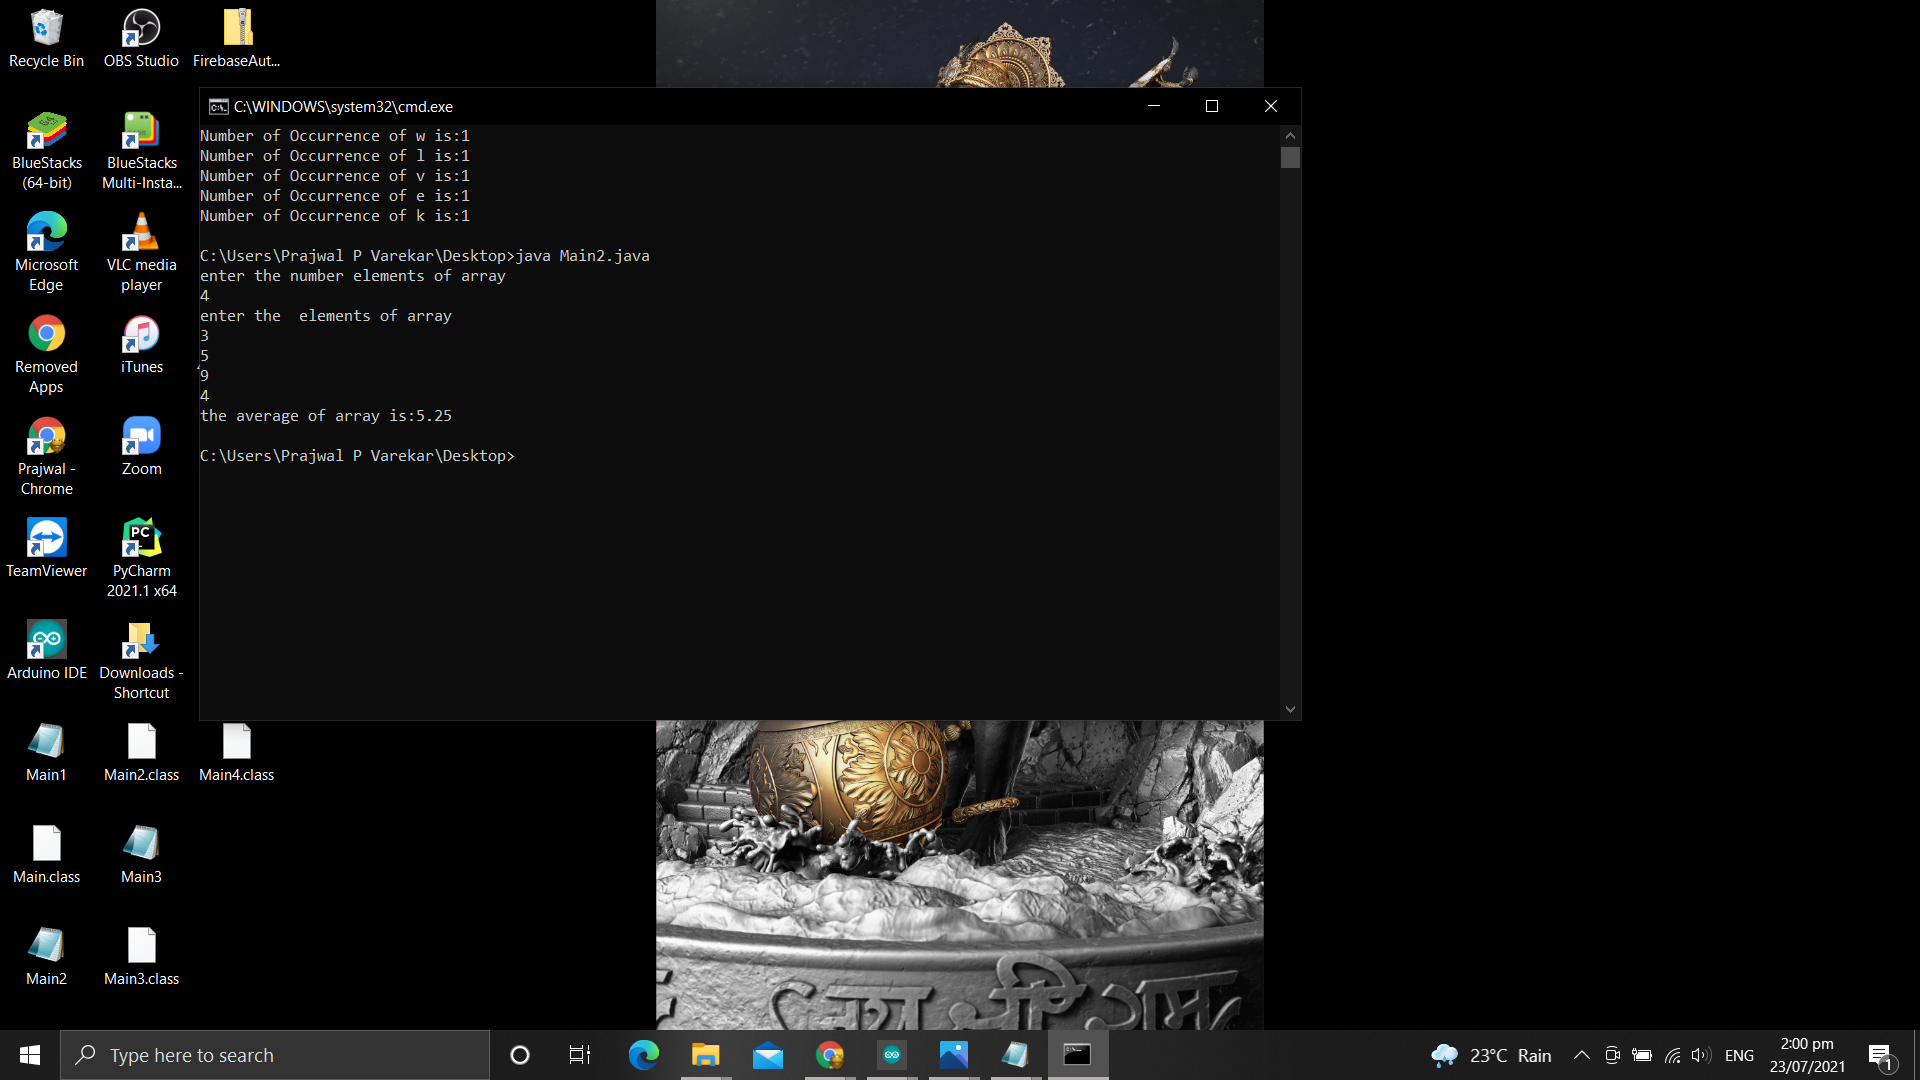 Recycle Bin
OBS Studio
FirebaseAut...
BlueStacks
(64-bit)
BlueStacks
Multi-Insta...
Microsoft
Edge
VLC media
player
Removed
Apps
iTunes
Prajwal -
Chrome
Zoom
TeamViewer
PyCharm
2021.1 x64
Arduino IDE
Downloads -
Shortcut
Main1
Main2.class
Main4.class
Main.class
Main3
Main2
Main3.class
C:\WINDOWS\system32\cmd.exe
Number of Occurrence of w is:1
Number of Occurrence of l is:1
Number of Occurrence of v is:1
Number of Occurrence of e is:1
Number of Occurrence of k is:1
C:\Users\Prajwal P Varekar\Desktop>java Main2.java
enter the number elements of array
4
enter the  elements of array
3
5
9
4
the average of array is:5.25
C:\Users\Prajwal P Varekar\Desktop>
जय श्री राम
Type here to search
23°C Rain
ENG
2:00 pm
23/07/2021
1